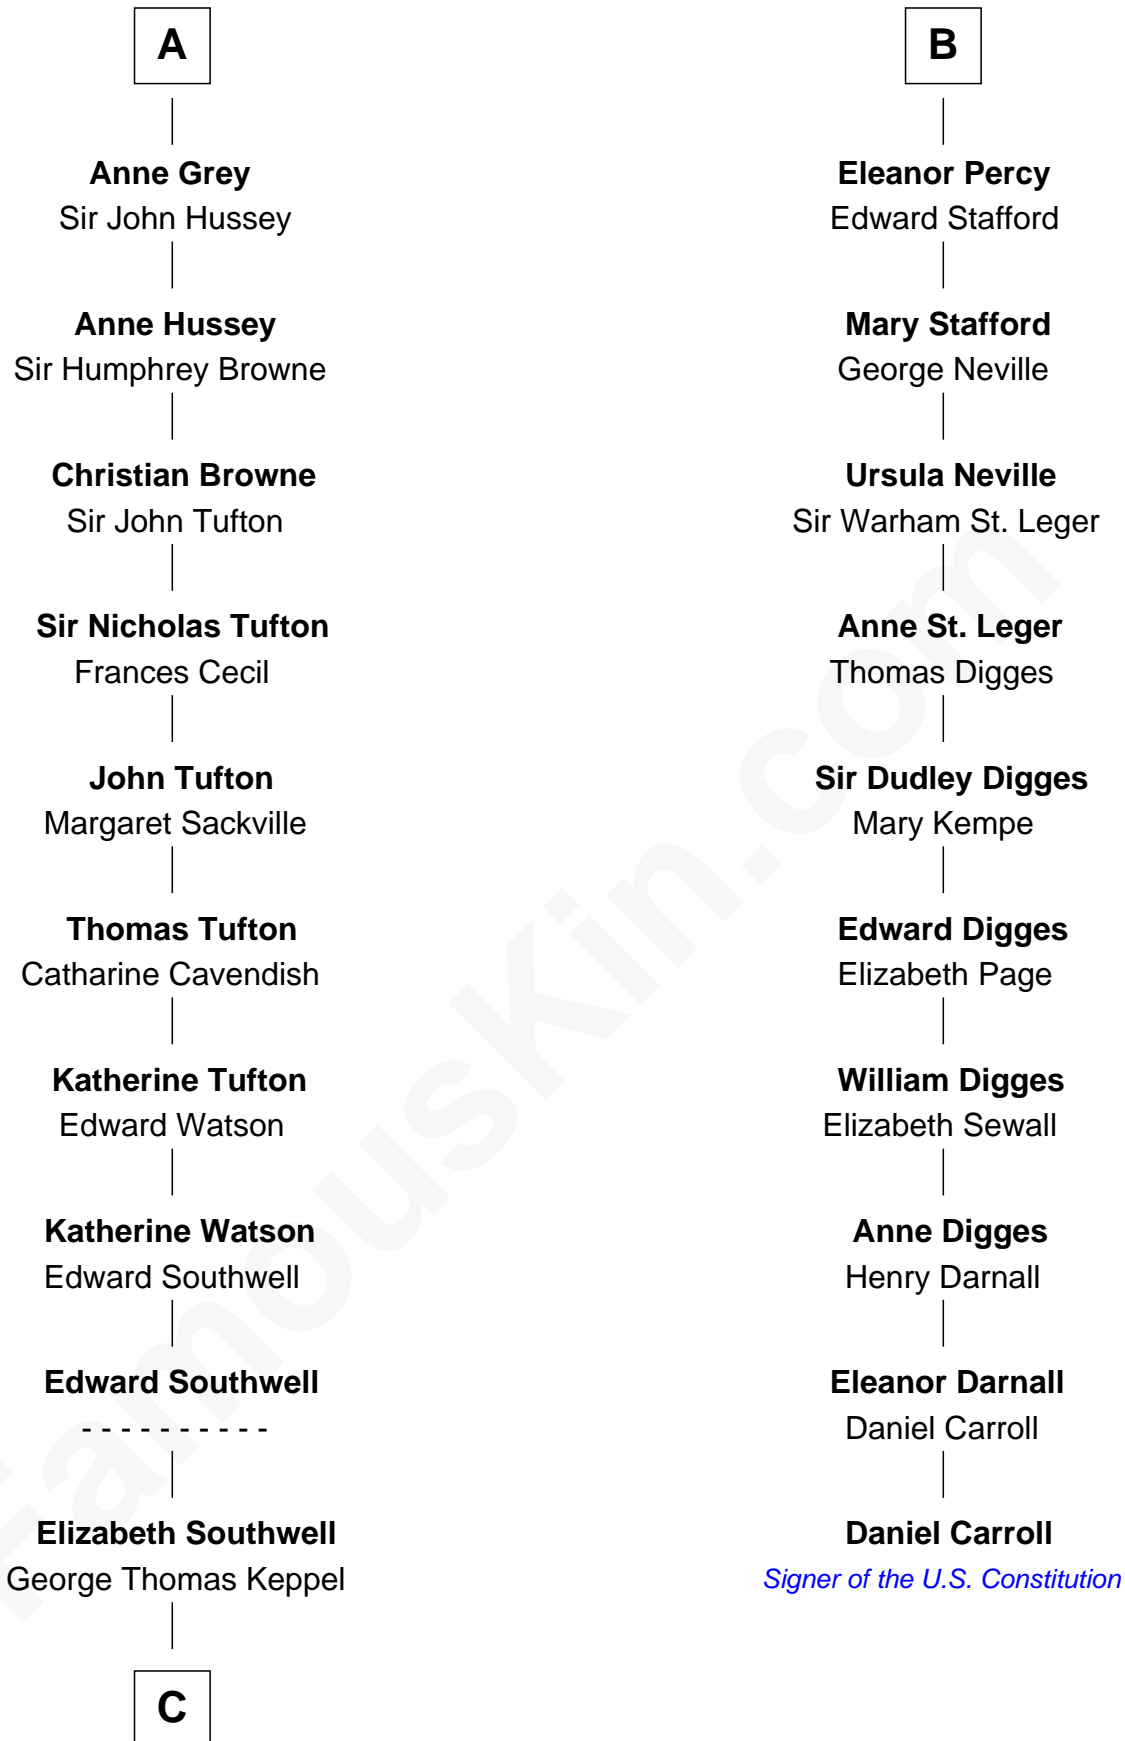 A
Anne Grey
Sir John Hussey
Anne Hussey
Sir Humphrey Browne
Christian Browne
Sir John Tufton
Sir Nicholas Tufton
Frances Cecil
John Tufton
Margaret Sackville
Thomas Tufton
Catharine Cavendish
Katherine Tufton
Edward Watson
Katherine Watson
Edward Southwell
Edward Southwell
- - - - - - - - - -
Elizabeth Southwell
George Thomas Keppel
C
B
Eleanor Percy
Edward Stafford
Mary Stafford
George Neville
Ursula Neville
Sir Warham St. Leger
Anne St. Leger
Thomas Digges
Sir Dudley Digges
Mary Kempe
Edward Digges
Elizabeth Page
William Digges
Elizabeth Sewall
Anne Digges
Henry Darnall
Eleanor Darnall
Daniel Carroll
Daniel Carroll
Signer of the U.S. Constitution
FamousKin.com